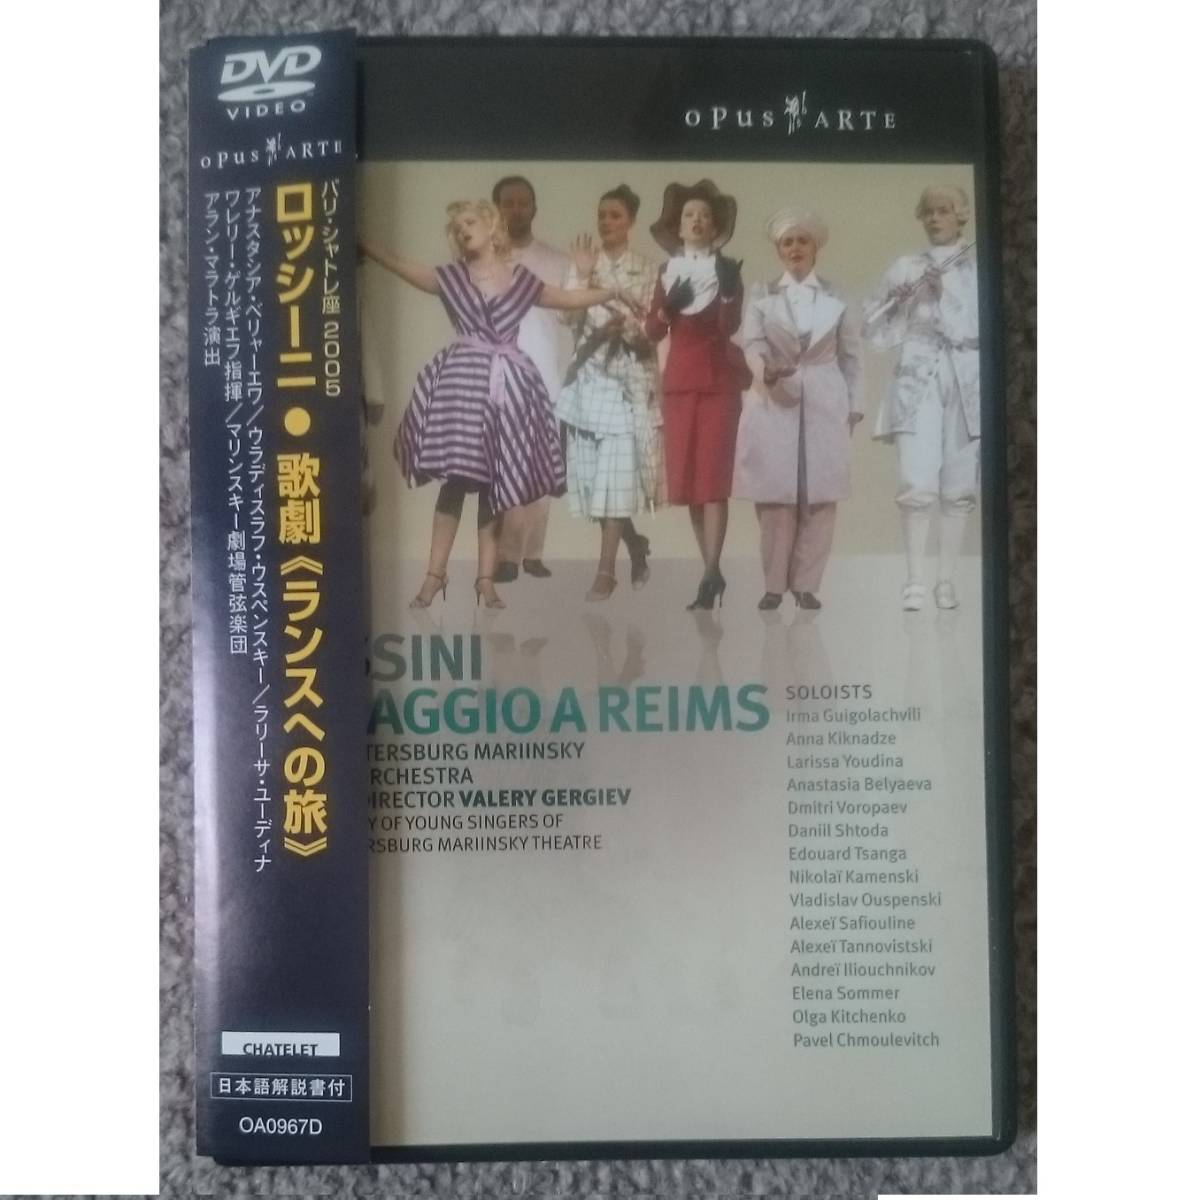 DVD
VIDEO
OPUS ARTE
パリ・シャトレ座 2005
ロッシーニ●歌劇《ランスへの旅》
アナスタシア・ベリャーエワ/ウラディスラフ・ウスペンスキー/ラリーサ・ユーディナ
ワレリー・ゲルギエフ指揮/マリンスキー劇場管弦楽団
アラン・マラトラ演出
CHATELET
日本語解説書付
OA0967D
OPUS ARTE
SSINI
AGGIO A REIMS
TERSBURG MARIINSKY
RCHESTRA
DIRECTOR VALERY GERGIEV
Y OF YOUNG SINGERS OF
RSBURG MARIINSKY THEATRE
SOLOISTS
Irma Guigolachvili
Anna Kiknadze
Larissa Youdina
Anastasia Belyaeva
Dmitri Voropaev
Daniil Shtoda
Edouard Tsanga
Nikolaï Kamenski
Vladislav Ouspenski
Alexeï Safiouline
Alexeï Tannovistski
Andreï Iliouchnikov
Elena Sommer
Olga Kitchenko
Pavel Chmoulevitch